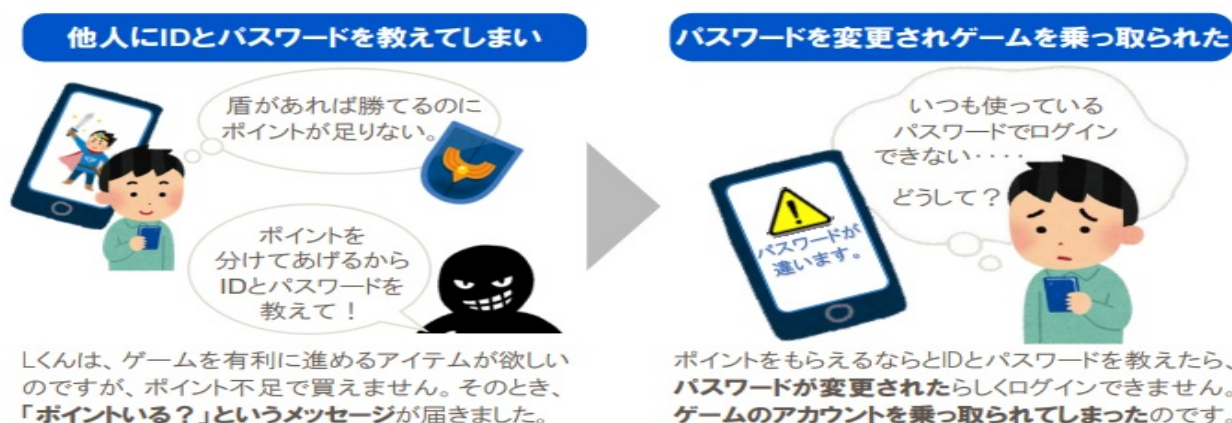 他人にIDとパスワードを教えてしまい
盾があれば勝てるのに
ポイントが足りない。
ポイントを
分けてあげるから
IDとパスワードを
教えて!
Lくんは、ゲームを有利に進めるアイテムが欲しい
のですが、ポイント不足で買えません。そのとき、
「ポイントいる?」というメッセージが届きました。
パスワードを変更されゲームを乗っ取られた
いつも使っている
パスワードでログイン
できない・・・・
どうして?
パスワードが
違います。
ポイントをもらえるならとIDとパスワードを教えたら、
パスワードが変更されたらしくログインできません。
ゲームのアカウントを乗っ取られてしまったのです。